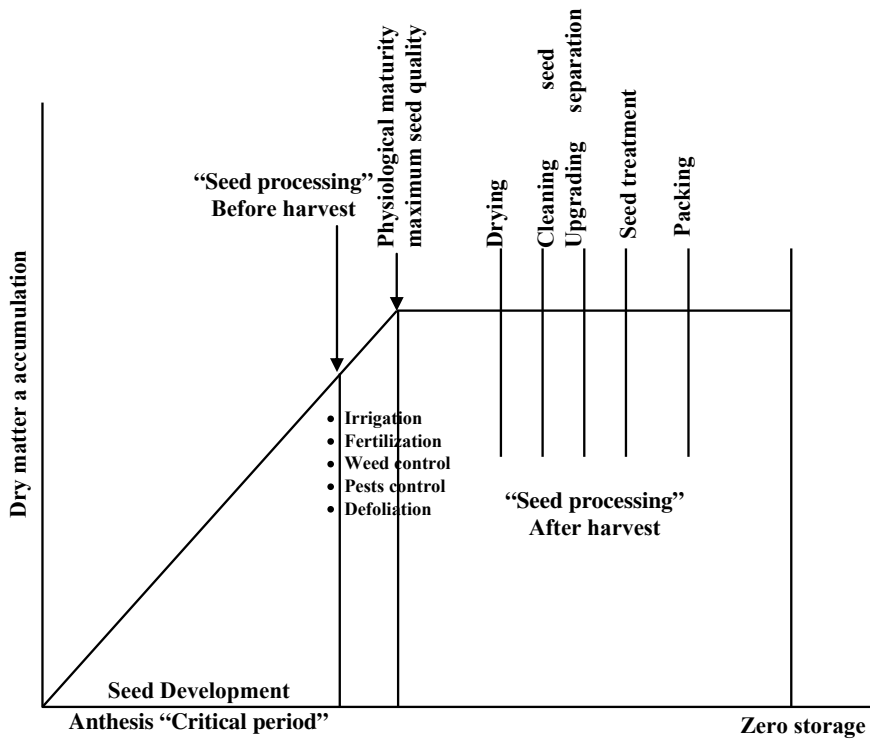 Dry matter a accumulation
“Seed processing”
Before harvest
Physiological maturity
maximum seed quality
Drying
Cleaning seed
Upgrading separation
Seed treatment
Packing
• Irrigation
• Fertilization
• Weed control
• Pests control
• Defoliation
“Seed processing”
After harvest
Seed Development
Anthesis “Critical period”
Zero storage